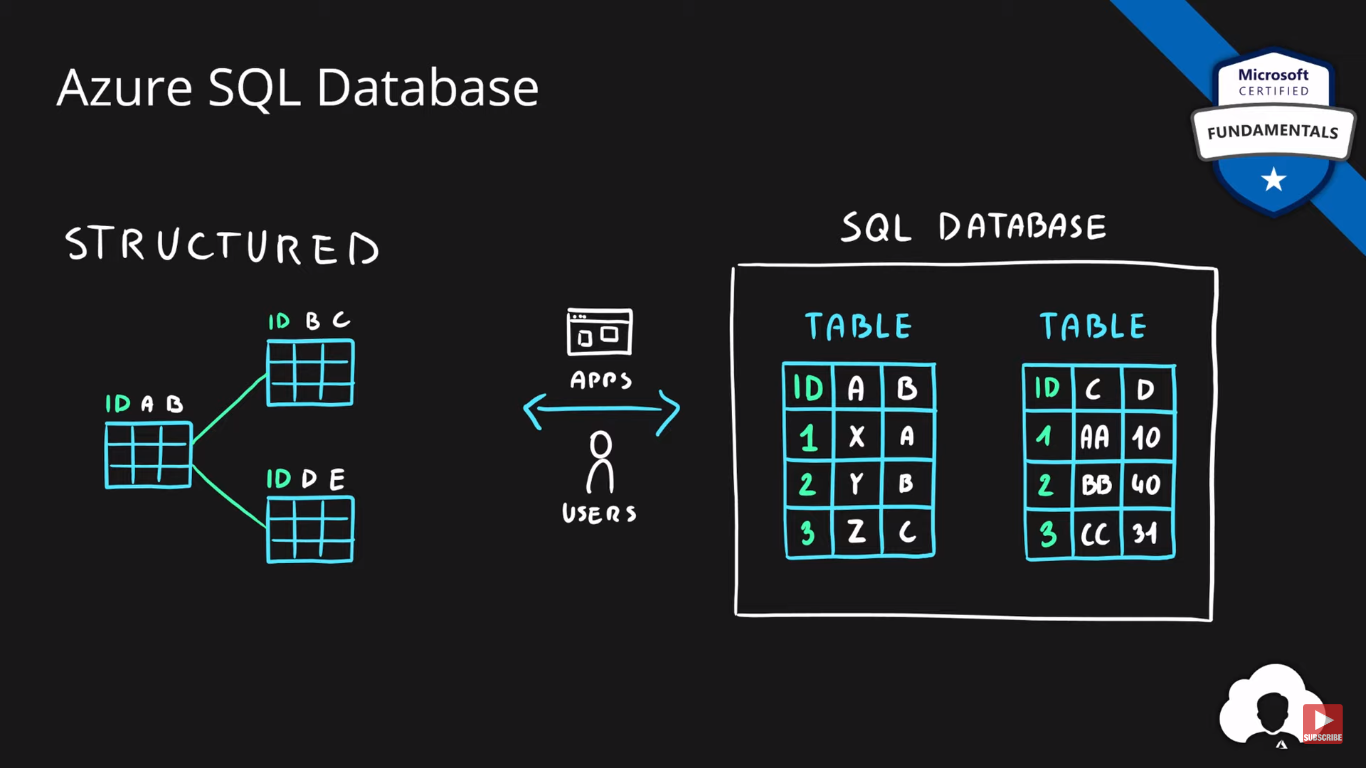 Azure SQL Database
Microsoft
CERTIFIED
FUNDAMENTALS
STRUCTURED
ID B C
ID A B
ID D E
APPS
USERS
SQL DATABASE
TABLE
ID A B
1 X A
2 Y B
3 Z C
TABLE
ID C D
1 AA 10
2 BB 40
3 CC 31
SUBSCRIBE